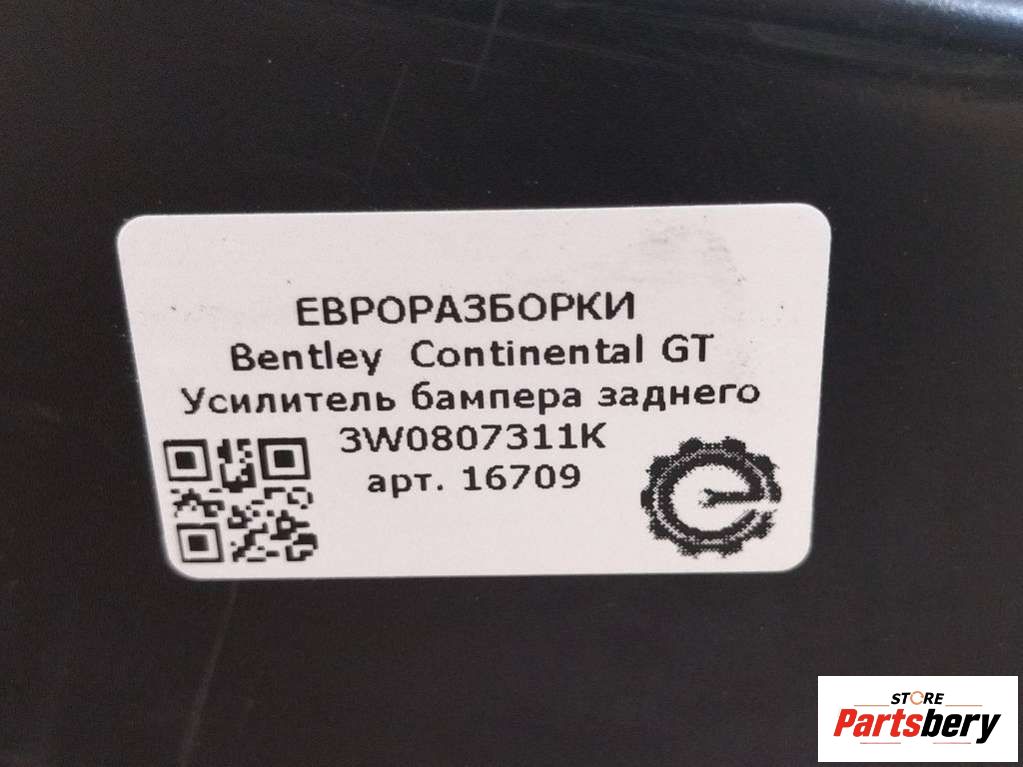 ЕВРОРАЗБОРКИ
Bentley Continental GT
Усилитель бампера заднего
3W0807311K
арт. 16709
STORE
Partsbery